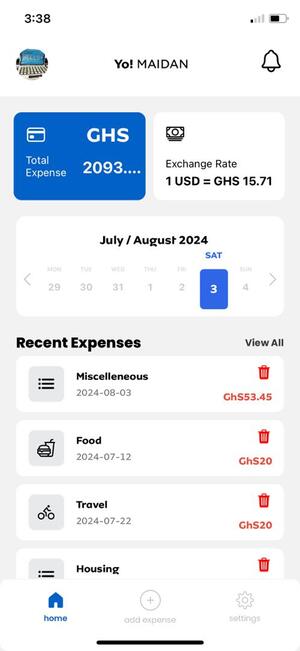 3:38
Yo! MAIDAN
GHS
Total
Expense
2093....
Exchange Rate
1 USD = GHS 15.71
July / August 2024
MON TUE WED THU FRI SAT SUN
29 30 31 1 2 3 4
Recent Expenses
View All
Miscelleneous
2024-08-03
GhS53.45
Food
2024-07-12
GhS20
Travel
2024-07-22
GhS20
Housing
home
add expense
settings